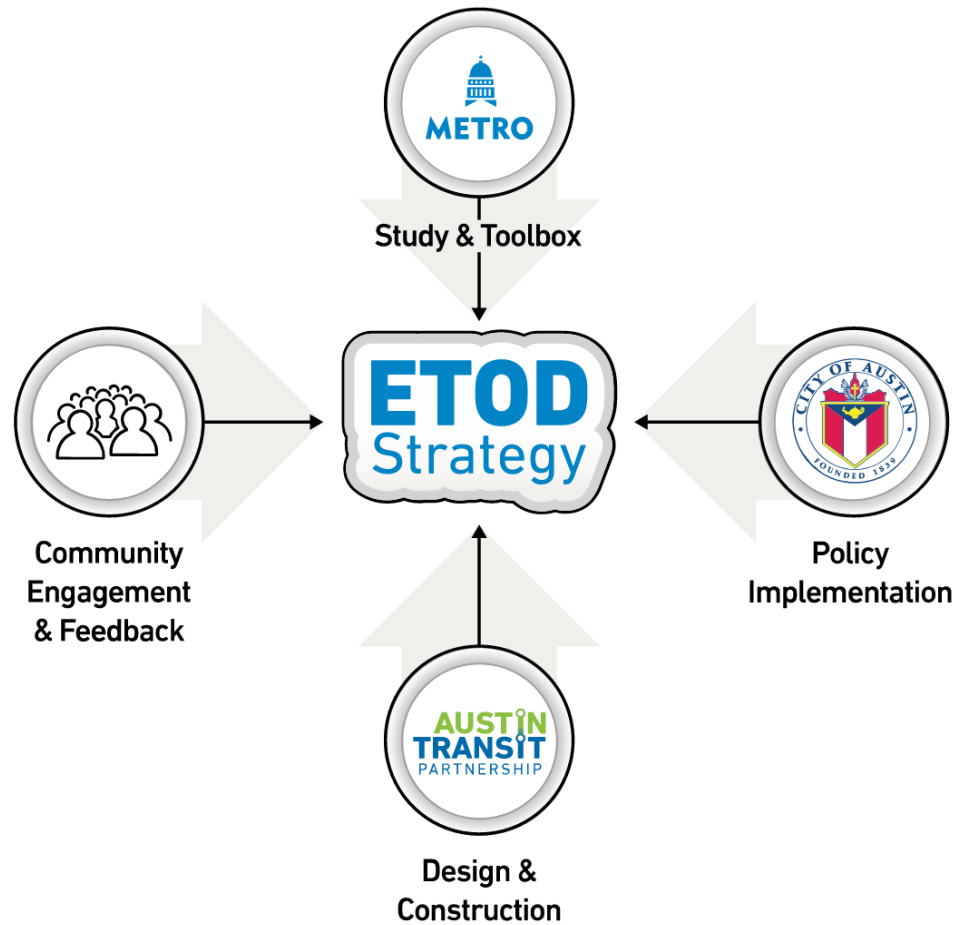 METRO
Study & Toolbox
ETOD
Strategy
CITY OF AUSTIN
FOUNDED 1839
Community
Engagement
& Feedback
Policy
Implementation
AUSTIN
TRANSIT
PARTNERSHIP
Design &
Construction